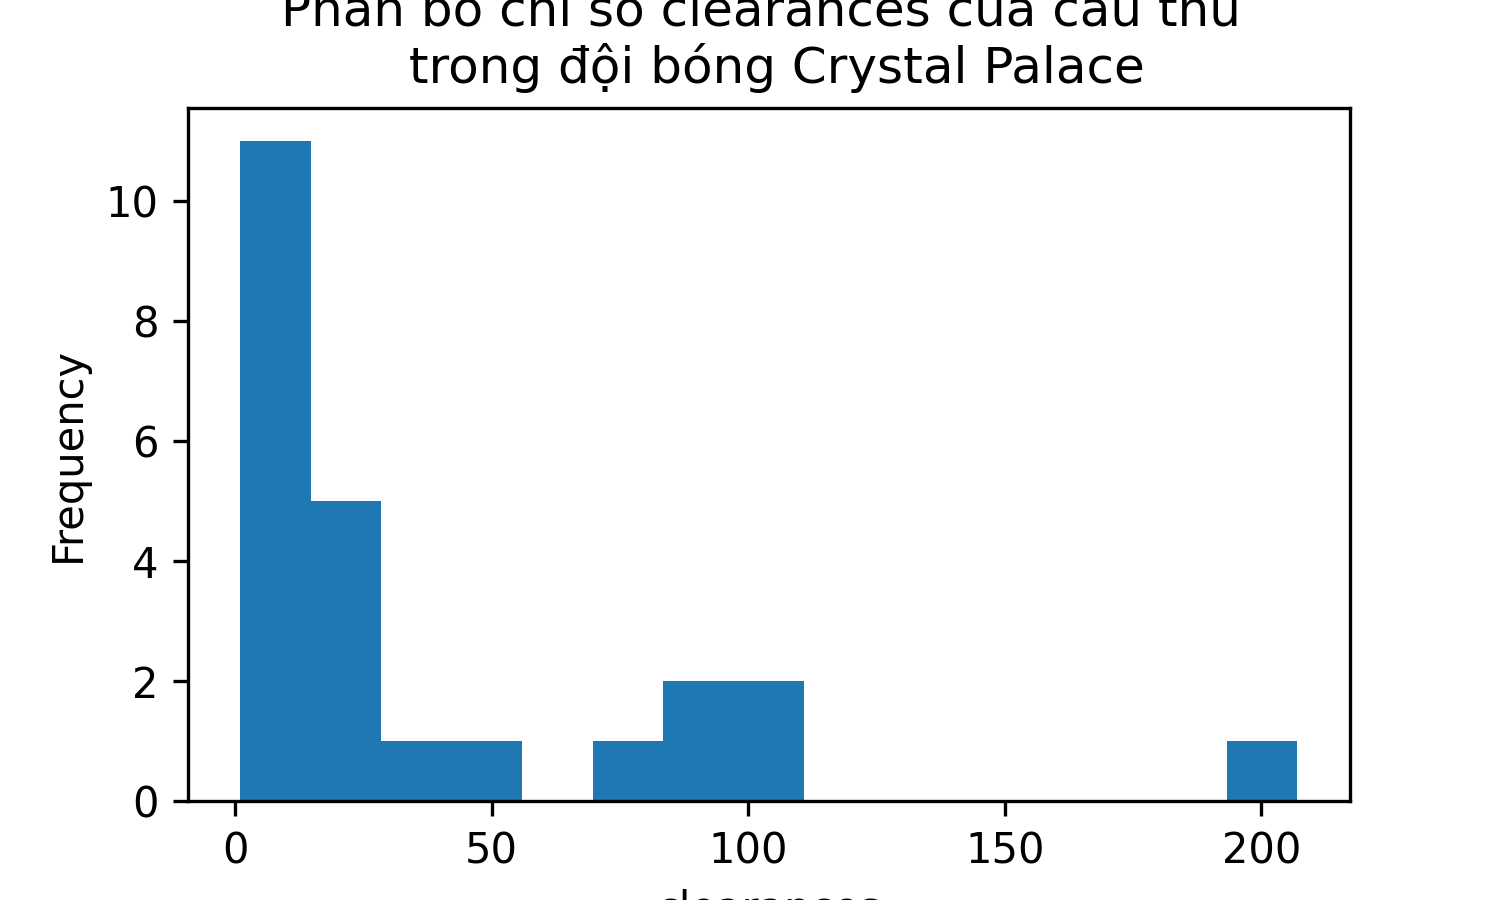 Phân bố chỉ số clearances của cầu thủ
trong đội bóng Crystal Palace
10
8
6
4
2
0
Frequency
0 50 100 150 200
clearances